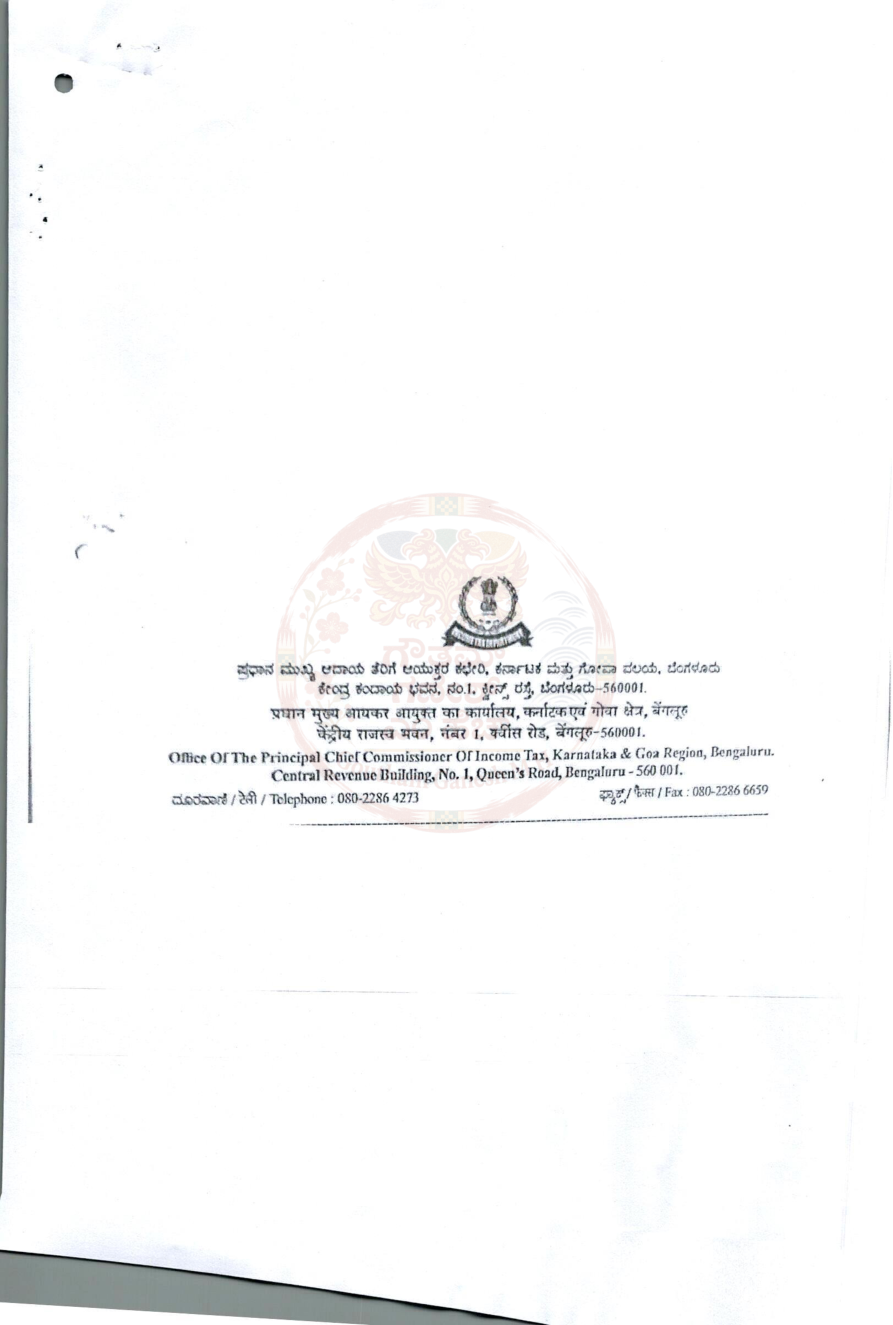 INCOME TAX DEPARTMENT
ಪ್ರಧಾನ ಮುಖ್ಯ ಆದಾಯ ತೆರಿಗೆ ಆಯುಕ್ತರ ಕಛೇರಿ, ಕರ್ನಾಟಕ ಮತ್ತು ಗೋವಾ ವಲಯ, ಬೆಂಗಳೂರು
ಕೇಂದ್ರ ಕಂದಾಯ ಭವನ, ನಂ.1, ಕ್ವೀನ್ಸ್ ರಸ್ತೆ, ಬೆಂಗಳೂರು-560001.
प्रधान मुख्य आयकर आयुक्त का कार्यालय, कर्नाटक एवं गोवा क्षेत्र, बेंगलूरु
केंद्रीय राजस्व भवन, नंबर 1, क्वींस रोड, बेंगलूरु-560001.
Office Of The Principal Chief Commissioner Of Income Tax, Karnataka & Goa Region, Bengaluru.
Central Revenue Building, No. 1, Queen's Road, Bengaluru - 560 001.
ದೂರವಾಣಿ / टेली / Telephone : 080-2286 4273 ಫ್ಯಾಕ್ಸ್/ फैक्स / Fax : 080-2286 6659